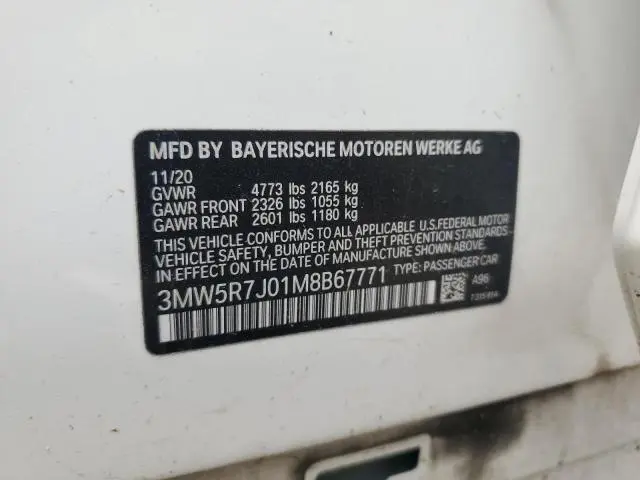 MFD BY BAYERISCHE MOTOREN WERKE AG
11/20
GVWR 4773 lbs 2165 kg
GAWR FRONT 2326 lbs 1055 kg
GAWR REAR 2601 lbs 1180 kg
THIS VEHICLE CONFORMS TO ALL APPLICABLE U.S.FEDERAL MOTOR
VEHICLE SAFETY, BUMPER AND THEFT PREVENTION STANDARDS
IN EFFECT ON THE DATE OF MANUFACTURE SHOWN ABOVE.
3MW5R7J01M8B67771 TYPE: PASSENGER CAR
A96